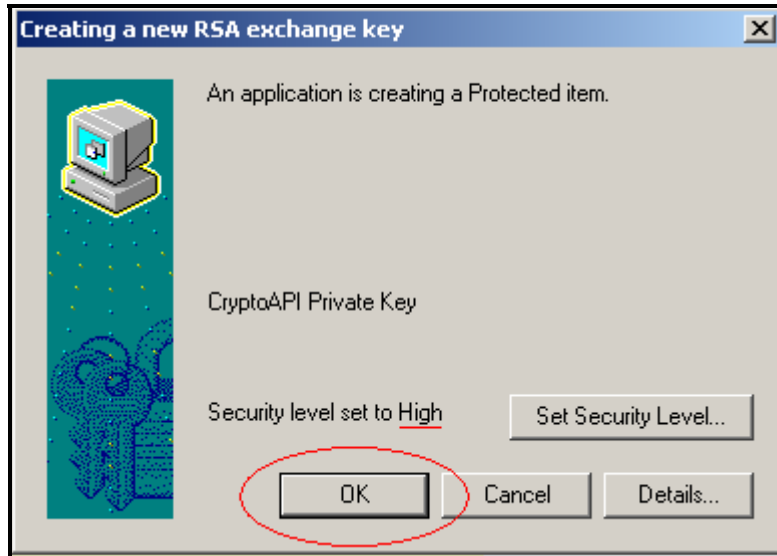 Creating a new RSA exchange key
An application is creating a Protected item.
CryptoAPI Private Key
Security level set to High
Set Security Level...
OK
Cancel
Details...